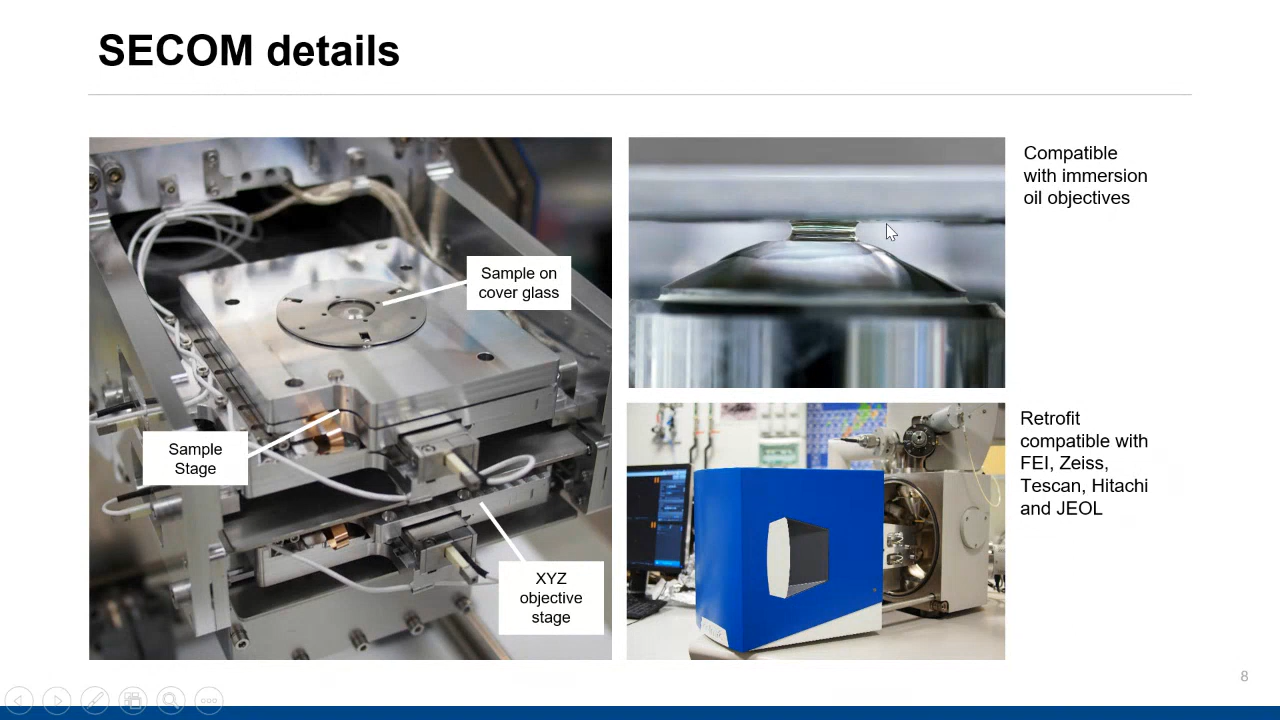 SECOM details
Sample on
cover glass
Sample
Stage
XYZ
objective
stage
Compatible
with immersion
oil objectives
Retrofit
compatible with
FEI, Zeiss,
Tescan, Hitachi
and JEOL
8